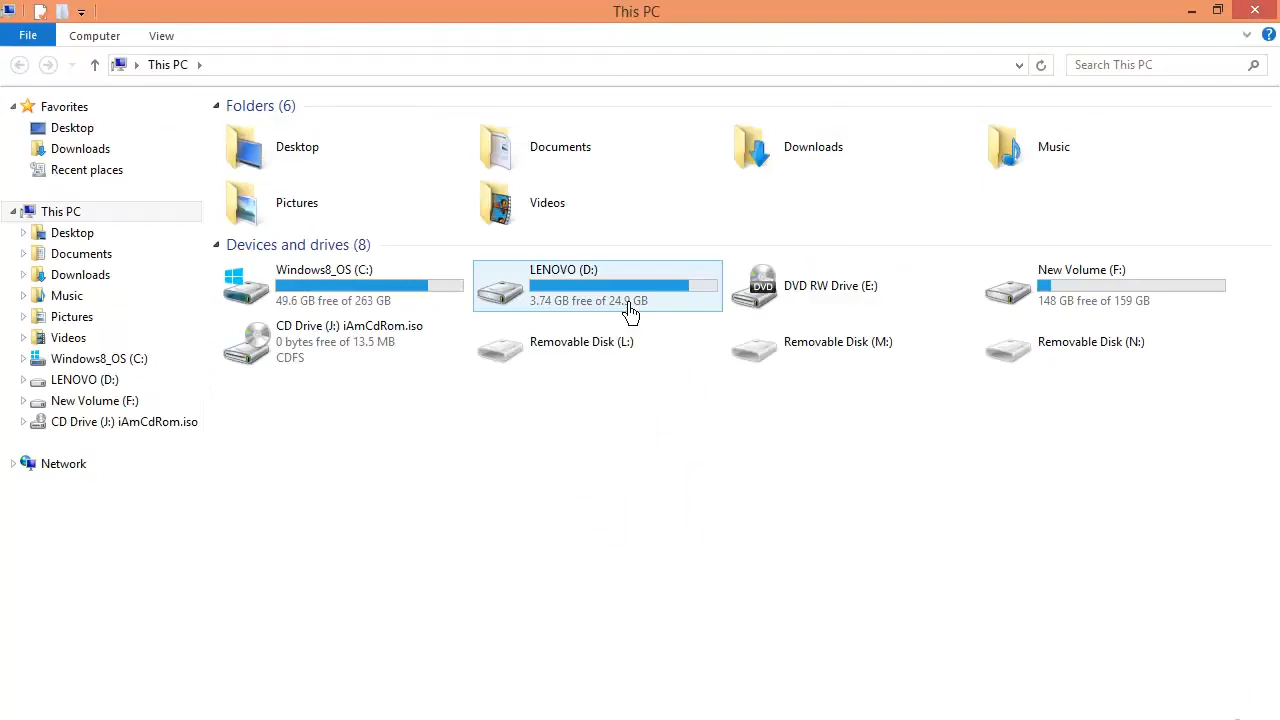 This PC
File
Computer
View
This PC
Search This PC
Favorites
Desktop
Downloads
Recent places
This PC
Desktop
Documents
Downloads
Music
Pictures
Videos
Windows8_OS (C:)
LENOVO (D:)
New Volume (F:)
CD Drive (J:) iAmCdRom.iso
Network
Folders (6)
Desktop
Documents
Downloads
Music
Pictures
Videos
Devices and drives (8)
Windows8_OS (C:)
49.6 GB free of 263 GB
LENOVO (D:)
3.74 GB free of 24.9 GB
DVD
DVD RW Drive (E:)
New Volume (F:)
148 GB free of 159 GB
CD Drive (J:) iAmCdRom.iso
0 bytes free of 13.5 MB
CDFS
Removable Disk (L:)
Removable Disk (M:)
Removable Disk (N:)